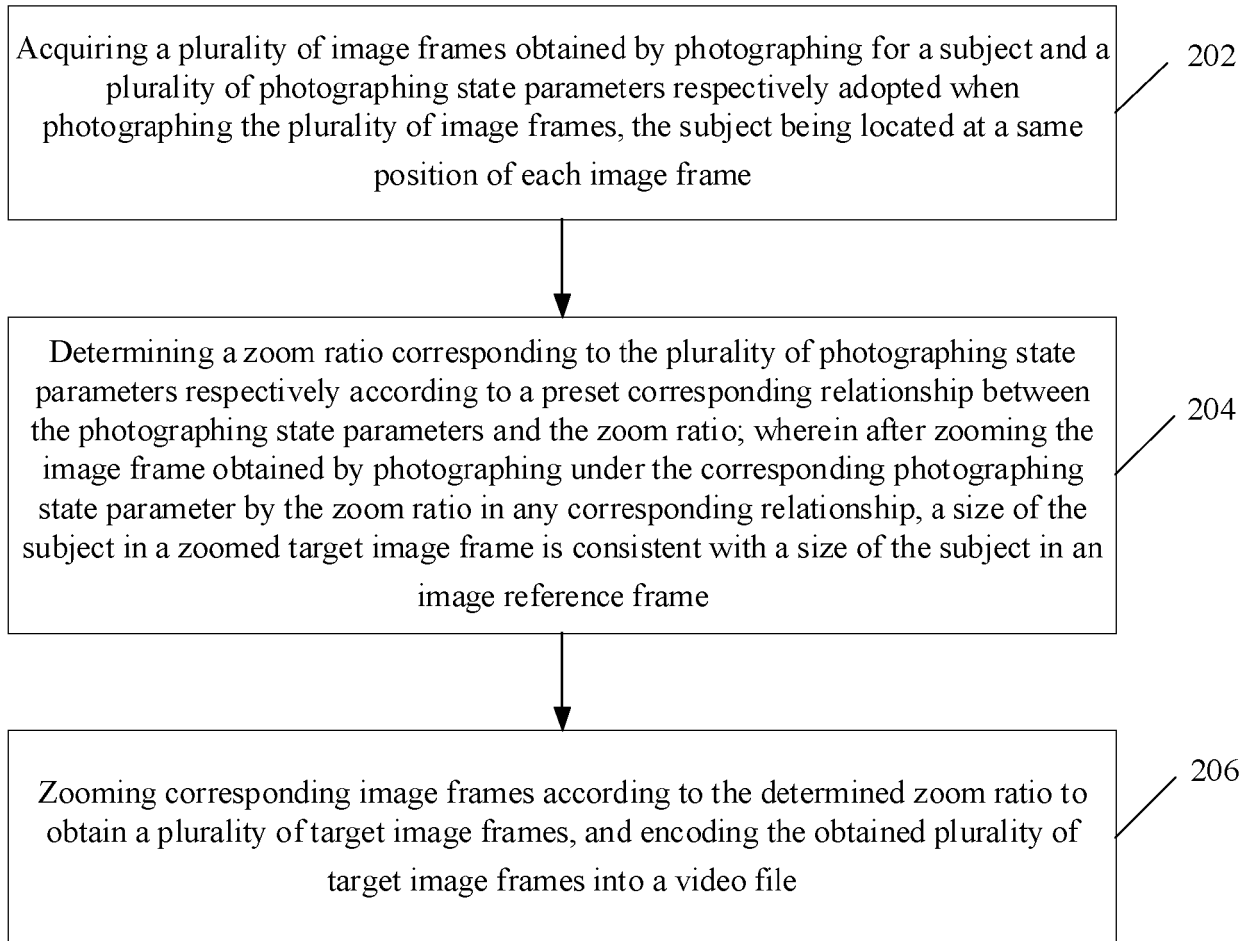 Acquiring a plurality of image frames obtained by photographing for a subject and a
plurality of photographing state parameters respectively adopted when
photographing the plurality of image frames, the subject being located at a same
position of each image frame
202
Determining a zoom ratio corresponding to the plurality of photographing state
parameters respectively according to a preset corresponding relationship between
the photographing state parameters and the zoom ratio; wherein after zooming the
image frame obtained by photographing under the corresponding photographing
state parameter by the zoom ratio in any corresponding relationship, a size of the
subject in a zoomed target image frame is consistent with a size of the subject in an
image reference frame
204
Zooming corresponding image frames according to the determined zoom ratio to
obtain a plurality of target image frames, and encoding the obtained plurality of
target image frames into a video file
206